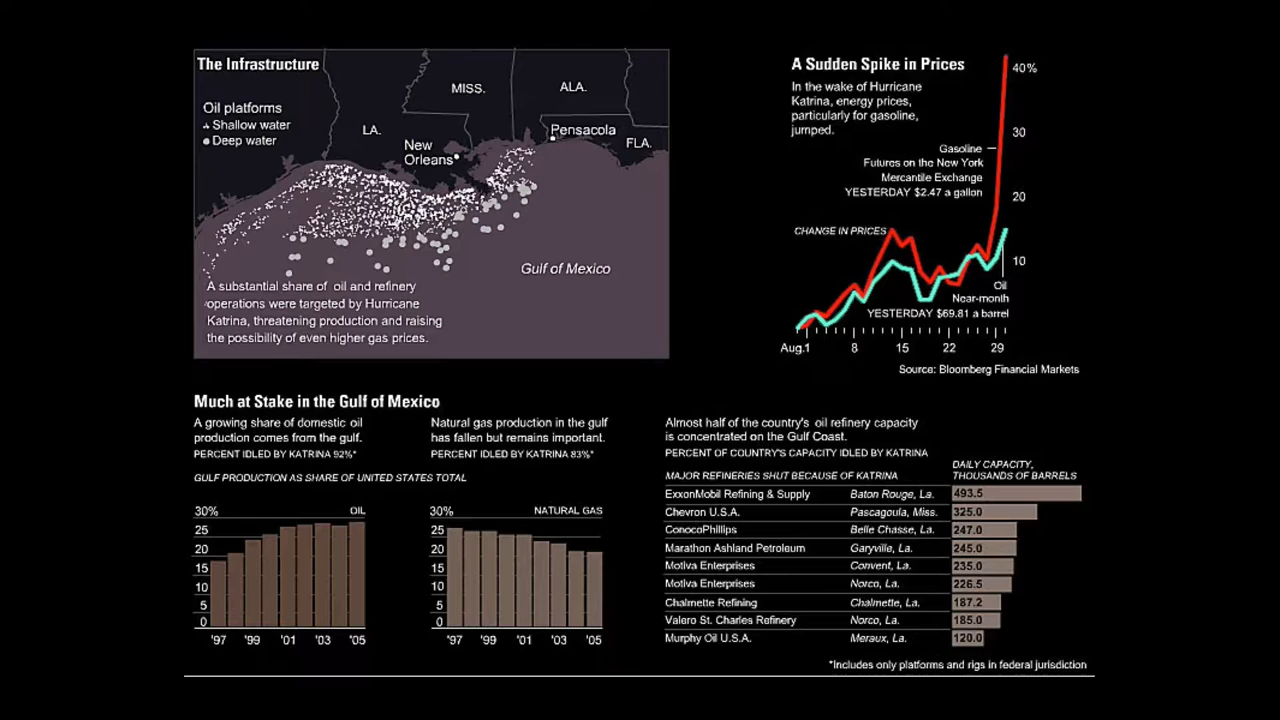 The Infrastructure
Oil platforms
Shallow water
Deep water
MISS.
ALA.
LA.
New
Orleans
Pensacola
FLA.
Gulf of Mexico
A substantial share of oil and refinery
operations were targeted by Hurricane
Katrina, threatening production and raising
the possibility of even higher gas prices.
A Sudden Spike in Prices
In the wake of Hurricane
Katrina, energy prices,
particularly for gasoline,
jumped.
40%
30
20
10
Gasoline
Futures on the New York
Mercantile Exchange
YESTERDAY $2.47 a gallon
CHANGE IN PRICES
Oil
Near-month
YESTERDAY $69.81 a barrel
Aug.1 8 15 22 29
Source: Bloomberg Financial Markets
Much at Stake in the Gulf of Mexico
A growing share of domestic oil
production comes from the gulf.
PERCENT IDLED BY KATRINA 92%*
Natural gas production in the gulf
has fallen but remains important.
PERCENT IDLED BY KATRINA 83%*
GULF PRODUCTION AS SHARE OF UNITED STATES TOTAL
30% OIL
25
20
15
10
5
0
'97 '99 '01 '03 '05
30% NATURAL GAS
25
20
15
10
5
0
'97 '99 '01 '03 '05
Almost half of the country's oil refinery capacity
is concentrated on the Gulf Coast.
PERCENT OF COUNTRY'S CAPACITY IDLED BY KATRINA
MAJOR REFINERIES SHUT BECAUSE OF KATRINA
DAILY CAPACITY,
THOUSANDS OF BARRELS
ExxonMobil Refining & Supply Baton Rouge, La. 493.5
Chevron U.S.A. Pascagoula, Miss. 325.0
ConocoPhillips Belle Chasse, La. 247.0
Marathon Ashland Petroleum Garyville, La. 245.0
Motiva Enterprises Convent, La. 235.0
Motiva Enterprises Norco, La. 226.5
Chalmette Refining Chalmette, La. 187.2
Valero St. Charles Refinery Norco, La. 185.0
Murphy Oil U.S.A. Meraux, La. 120.0
*Includes only platforms and rigs in federal jurisdiction